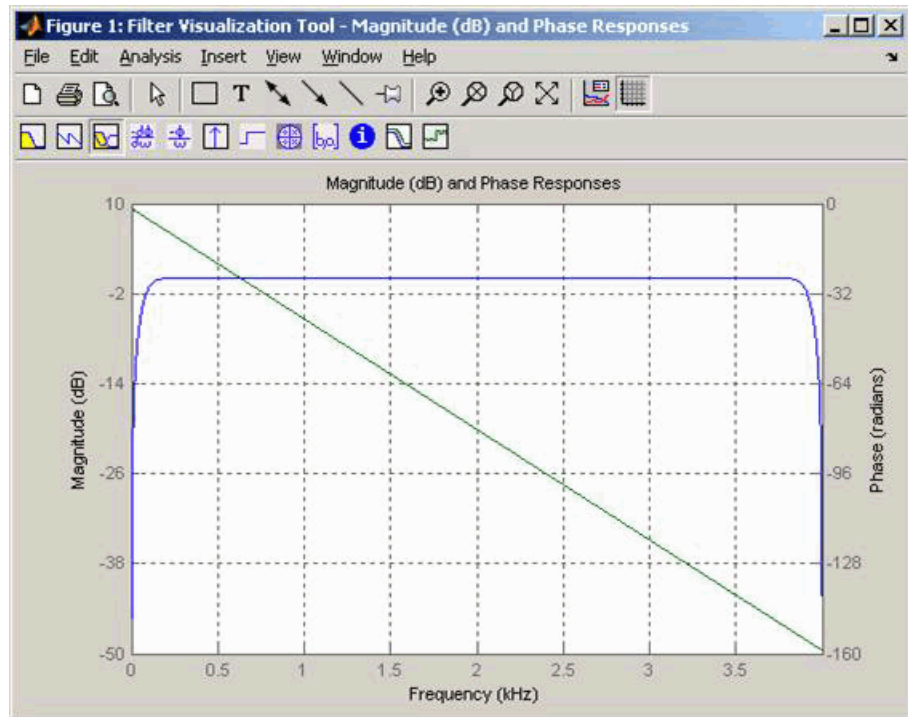 Figure 1: Filter Visualization Tool - Magnitude (dB) and Phase Responses
File Edit Analysis Insert View Window Help
Magnitude (dB) and Phase Responses
10
-2
-14
-26
-38
-50
Magnitude (dB)
0
-32
-64
-96
-128
-160
Phase (radians)
0 0.5 1 1.5 2 2.5 3 3.5
Frequency (kHz)